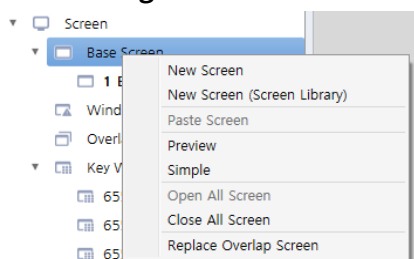 Screen
Base Screen
New Screen
1
New Screen (Screen Library)
Wind
Paste Screen
Overl
Preview
Key W
Simple
65
Open All Screen
65
Close All Screen
65
Replace Overlap Screen